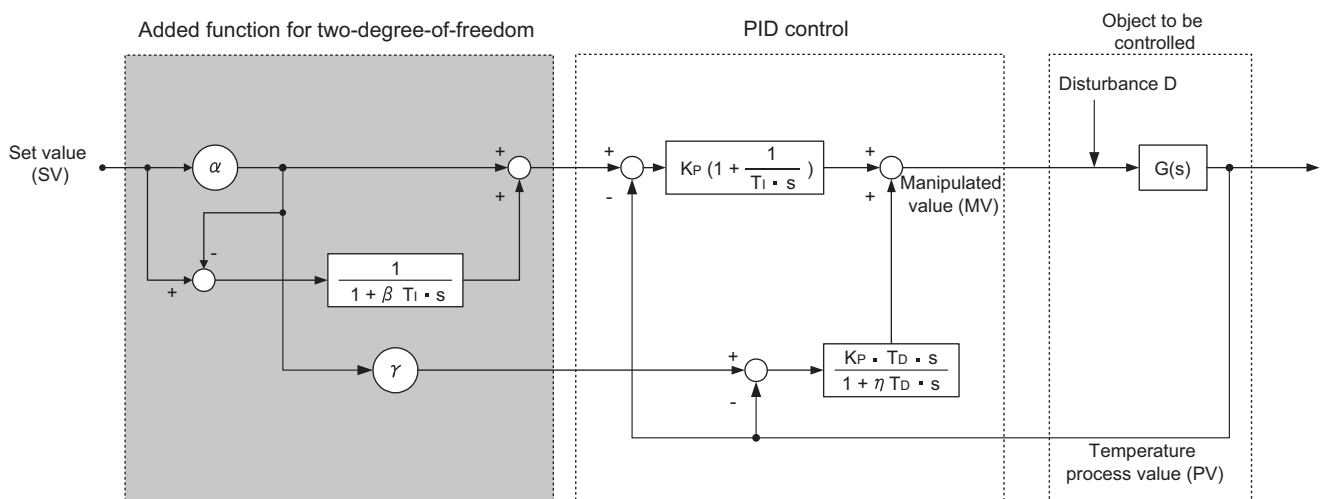 Added function for two-degree-of-freedom
PID control
Object to be
controlled
Disturbance D
Set value
(SV)
α
+
+
+
-
KP (1 + 1
TI · s )
+
+
Manipulated
value (MV)
G(s)
-
+
1
1 + β TI · s
γ
+
-
KP · TD · s
1 + η TD · s
Temperature
process value (PV)